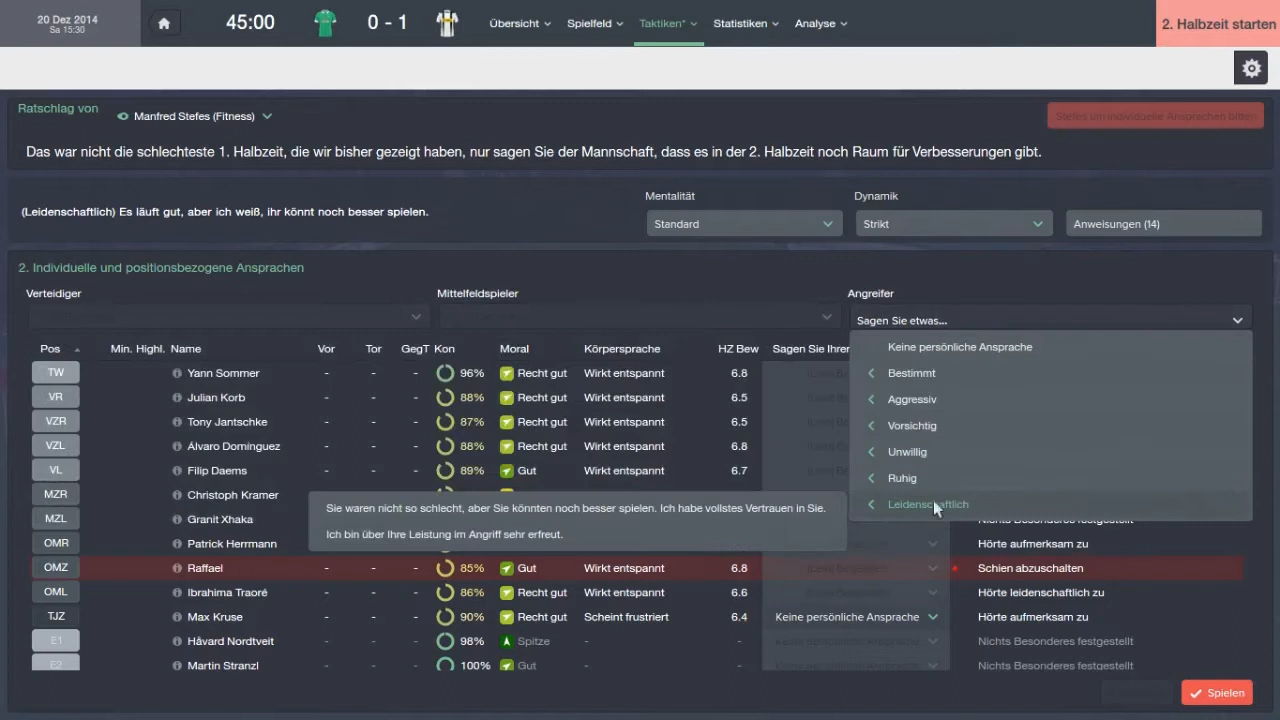 20 Dez 2014
Sa 15:30
45:00
0 - 1
Übersicht
Spielfeld
Taktiken*
Statistiken
Analyse
2. Halbzeit starten
Ratschlag von
Manfred Stefes (Fitness)
Stefes um individuelle Ansprachen bitten
Das war nicht die schlechteste 1. Halbzeit, die wir bisher gezeigt haben, nur sagen Sie der Mannschaft, dass es in der 2. Halbzeit noch Raum für Verbesserungen gibt.
Mentalität
Dynamik
(Leidenschaftlich) Es läuft gut, aber ich weiß, ihr könnt noch besser spielen.
Standard
Strikt
Anweisungen (14)
2. Individuelle und positionsbezogene Ansprachen
Verteidiger
Mittelfeldspieler
Angreifer
Sagen Sie etwas...
Keine persönliche Ansprache
Bestimmt
Aggressiv
Vorsichtig
Unwillig
Ruhig
Leidenschaftlich
Sie waren nicht so schlecht, aber Sie könnten noch besser spielen. Ich habe vollstes Vertrauen in Sie.
Ich bin über Ihre Leistung im Angriff sehr erfreut.
Pos Min. Highl. Name Vor Tor GegT Kon Moral Körpersprache HZ Bew Sagen Sie Ihrer
TW Yann Sommer - - - 96% Recht gut Wirkt entspannt 6.8
VR Julian Korb - - - 88% Recht gut Wirkt entspannt 6.5
VZR Tony Jantschke - - - 87% Recht gut Wirkt entspannt 6.5
VZL Álvaro Domínguez - - - 88% Recht gut Wirkt entspannt 6.8
VL Filip Daems - - - 89% Gut Wirkt entspannt 6.7
MZR Christoph Kramer
MZL Granit Xhaka Nichts Besonderes festgestellt
OMR Patrick Herrmann Hörte aufmerksam zu
OMZ Raffael - - - 85% Gut Wirkt entspannt 6.8 Schien abzuschalten
OML Ibrahima Traoré - - - 86% Recht gut Wirkt entspannt 6.6 Hörte leidenschaftlich zu
TJZ Max Kruse - - - 90% Recht gut Scheint frustriert 6.4 Keine persönliche Ansprache Hörte aufmerksam zu
E1 Håvard Nordtveit - - - 98% Spitze - - Nichts Besonderes festgestellt
E2 Martin Stranzl - - - 100% Gut - - Keine persönliche Ansprache Nichts Besonderes festgestellt
Spielen